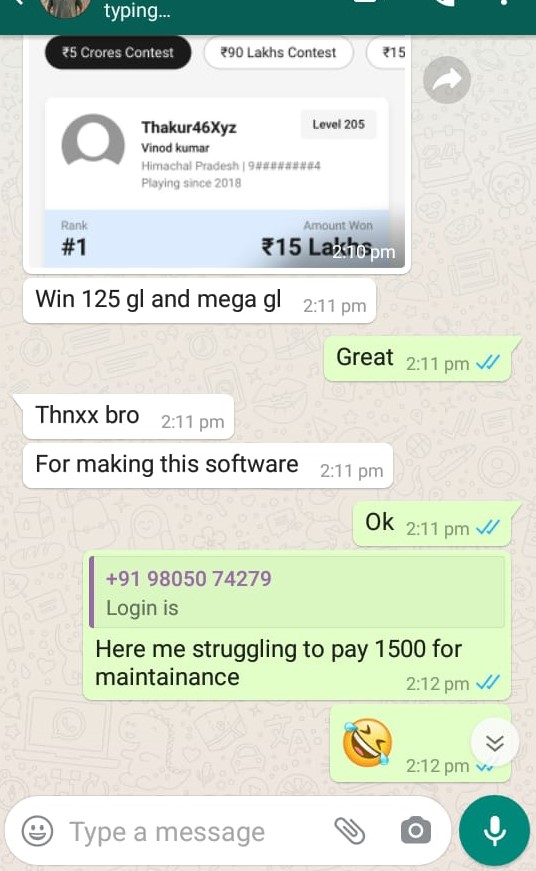 typing...
₹5 Crores Contest ₹90 Lakhs Contest ₹15
Thakur46Xyz
Level 205
Vinod kumar
Himachal Pradesh | 9#########4
Playing since 2018
Rank
Amount Won
#1
₹15 Lakhs
2:10 pm
Win 125 gl and mega gl 2:11 pm
Great 2:11 pm
Thnxx bro 2:11 pm
For making this software 2:11 pm
Ok 2:11 pm
+91 98050 74279
Login is
Here me struggling to pay 1500 for
maintainance
2:12 pm
2:12 pm
Type a message